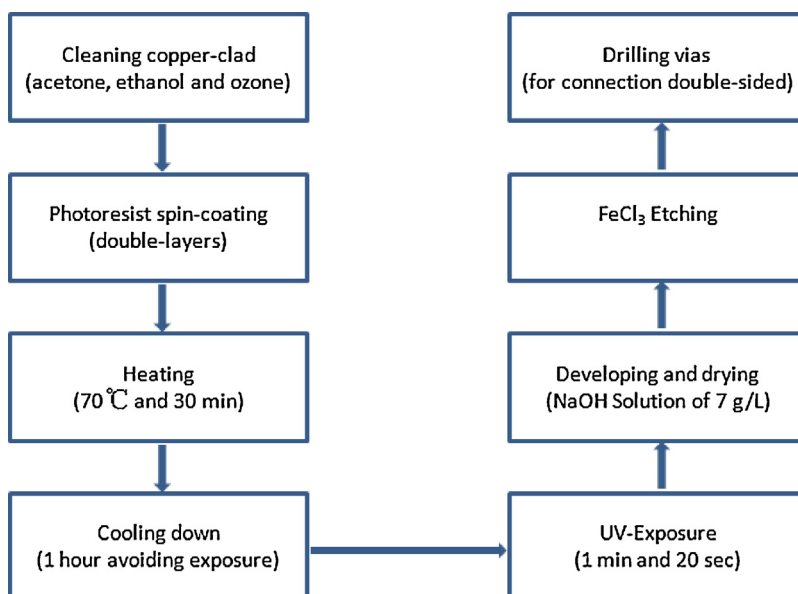 Cleaning copper-clad
(acetone, ethanol and ozone)
Photoresist spin-coating
(double-layers)
Heating
(70℃ and 30 min)
Cooling down
(1 hour avoiding exposure)
UV-Exposure
(1 min and 20 sec)
Developing and drying
(NaOH Solution of 7 g/L)
FeCl₃ Etching
Drilling vias
(for connection double-sided)